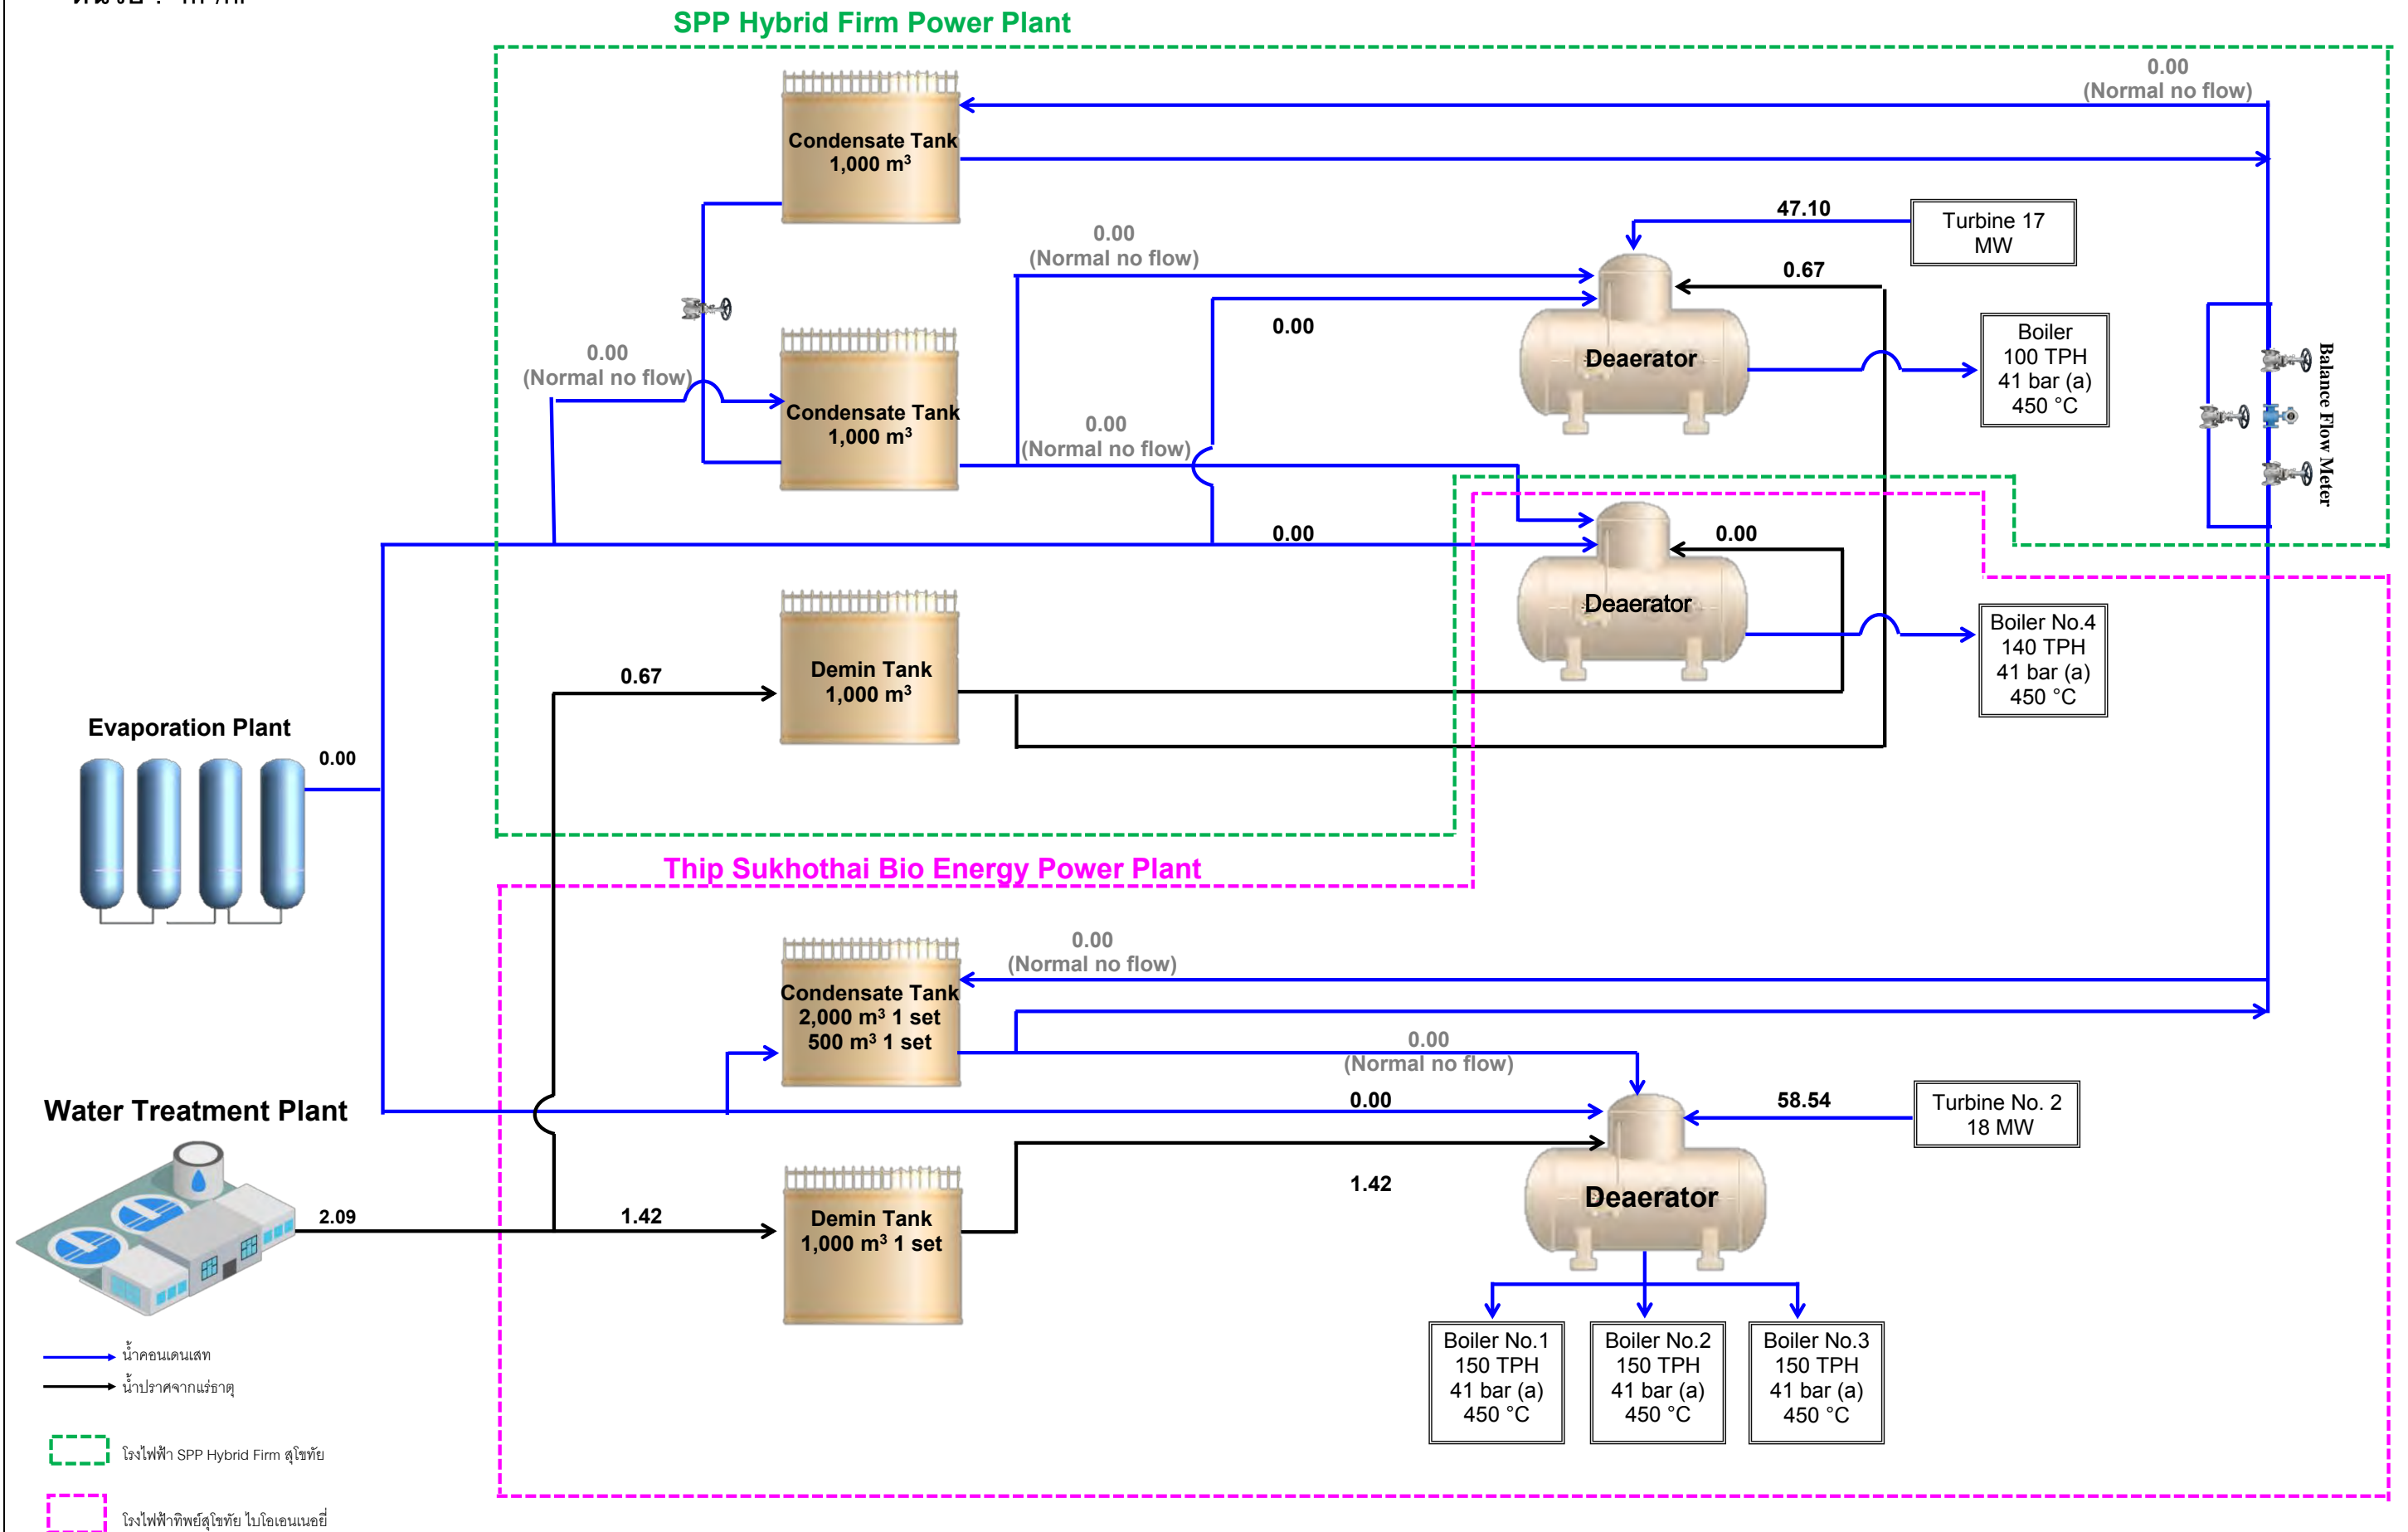 SPP Hybrid Firm Power Plant
0.00
(Normal no flow)
Condensate Tank
1,000 m³
47.10
Turbine 17
MW
0.00
(Normal no flow)
0.67
0.00
Boiler
100 TPH
41 bar (a)
450 °C
Deaerator
Balance Flow Meter
0.00
(Normal no flow)
Condensate Tank
1,000 m³
0.00
(Normal no flow)
0.00
0.00
Deaerator
Boiler No.4
140 TPH
41 bar (a)
450 °C
0.67
Demin Tank
1,000 m³
Evaporation Plant
0.00
Thip Sukhothai Bio Energy Power Plant
0.00
(Normal no flow)
Condensate Tank
2,000 m³ 1 set
500 m³ 1 set
0.00
(Normal no flow)
Water Treatment Plant
0.00
58.54
Turbine No. 2
18 MW
1.42
Deaerator
2.09
1.42
Demin Tank
1,000 m³ 1 set
Boiler No.1
150 TPH
41 bar (a)
450 °C
Boiler No.2
150 TPH
41 bar (a)
450 °C
Boiler No.3
150 TPH
41 bar (a)
450 °C
น้ำคอนเดนเสท
น้ำปราศจากแร่ธาตุ
โรงไฟฟ้า SPP Hybrid Firm สุโขทัย
โรงไฟฟ้าทิพย์สุโขทัย ไบโอเอนเนอยี่